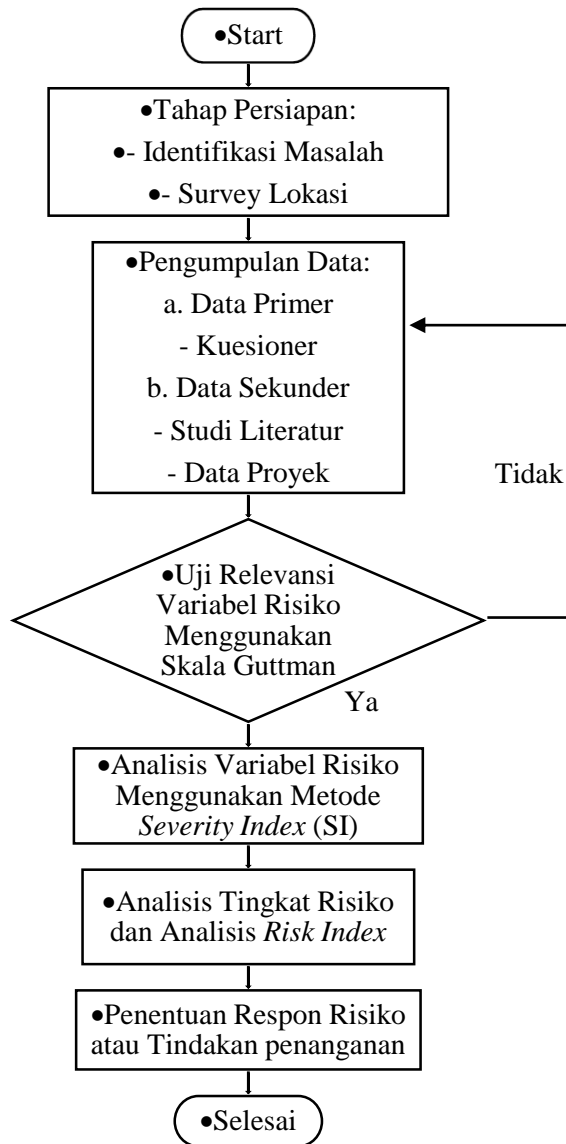 •Start
•Tahap Persiapan:
•- Identifikasi Masalah
•- Survey Lokasi
•Pengumpulan Data:
a. Data Primer
- Kuesioner
b. Data Sekunder
- Studi Literatur
- Data Proyek
Tidak
•Uji Relevansi
Variabel Risiko
Menggunakan
Skala Guttman
Ya
•Analisis Variabel Risiko
Menggunakan Metode
Severity Index (SI)
•Analisis Tingkat Risiko
dan Analisis Risk Index
•Penentuan Respon Risiko
atau Tindakan penanganan
•Selesai